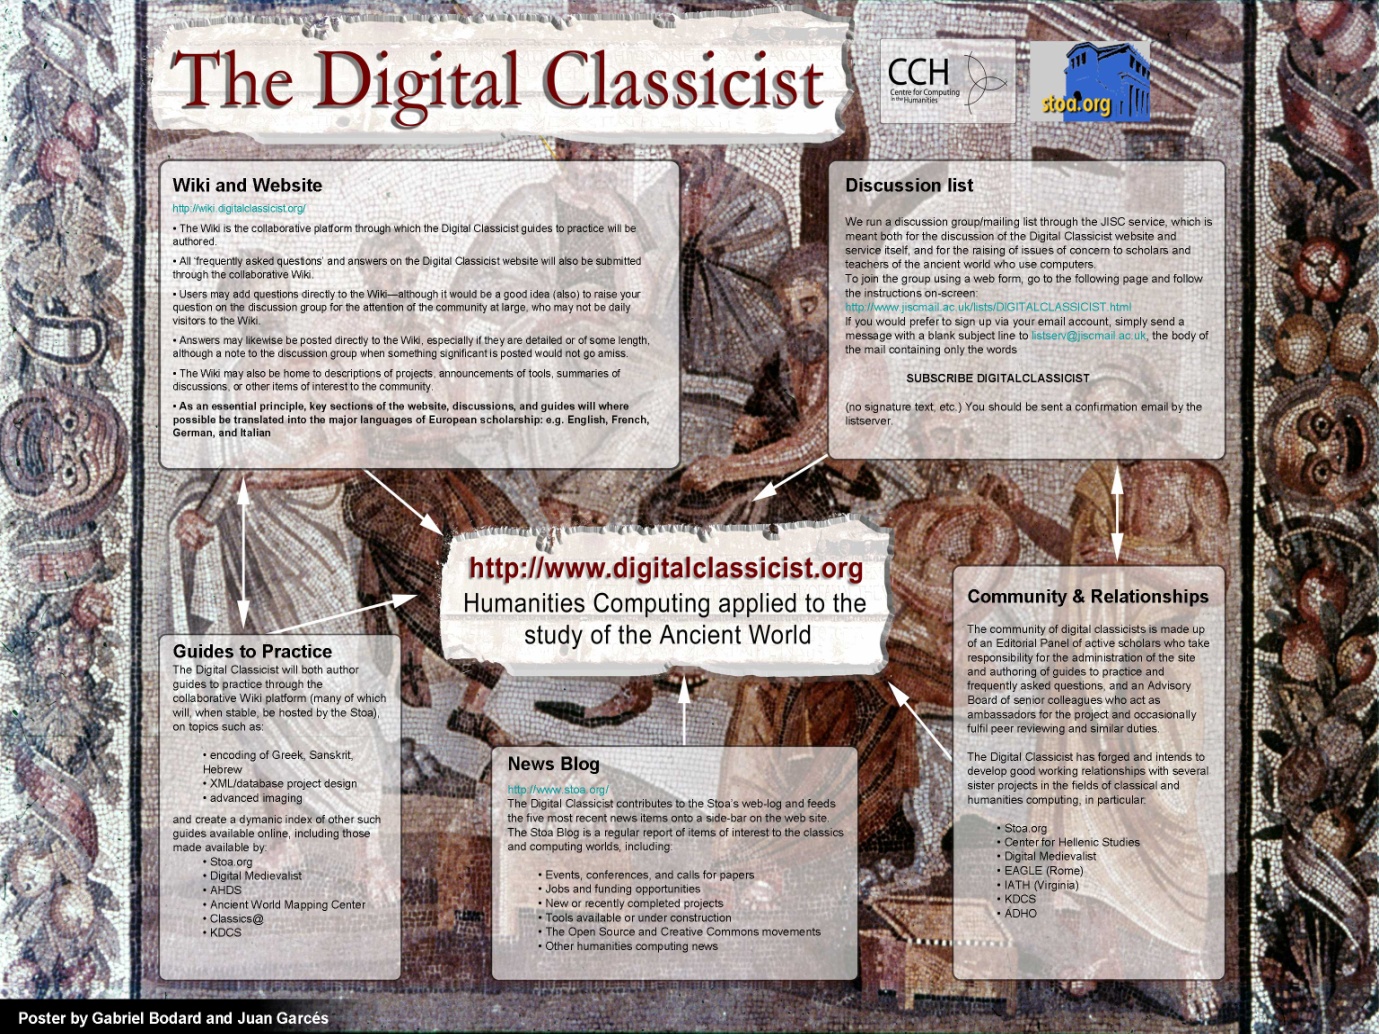 The Digital Classicist
CCH
Centre for Computing
in the Humanities
stoa.org
Wiki and Website
http://wiki.digitalclassicist.org/
• The Wiki is the collaborative platform through which the Digital Classicist guides to practice will be
authored.
• All 'frequently asked questions' and answers on the Digital Classicist website will also be submitted
through the collaborative Wiki.
• Users may add questions directly to the Wiki—although it would be a good idea (also) to raise your
question on the discussion group for the attention of the community at large, who may not be daily
visitors to the Wiki.
• Answers may likewise be posted directly to the Wiki, especially if they are detailed or of some length,
although a note to the discussion group when something significant is posted would not go amiss.
• The Wiki may also be home to descriptions of projects, announcements of tools, summaries of
discussions, or other items of interest to the community.
• As an essential principle, key sections of the website, discussions, and guides will where
possible be translated into the major languages of European scholarship: e.g. English, French,
German, and Italian
Discussion list
We run a discussion group/mailing list through the JISC service, which is
meant both for the discussion of the Digital Classicist website and
service itself, and for the raising of issues of concern to scholars and
teachers of the ancient world who use computers.
To join the group using a web form, go to the following page and follow
the instructions on-screen:
http://www.jiscmail.ac.uk/lists/DIGITALCLASSICIST.html
If you would prefer to sign up via your email account, simply send a
message with a blank subject line to listserv@jiscmail.ac.uk, the body of
the mail containing only the words
SUBSCRIBE DIGITALCLASSICIST
(no signature text, etc.) You should be sent a confirmation email by the
listserver.
http://www.digitalclassicist.org
Humanities Computing applied to the
study of the Ancient World
Guides to Practice
The Digital Classicist will both author
guides to practice through the
collaborative Wiki platform (many of which
will, when stable, be hosted by the Stoa),
on topics such as:
• encoding of Greek, Sanskrit,
Hebrew
• XML/database project design
• advanced imaging
and create a dymanic index of other such
guides available online, including those
made available by:
• Stoa.org
• Digital Medievalist
• AHDS
• Ancient World Mapping Center
• Classics@
• KDCS
News Blog
http://www.stoa.org/
The Digital Classicist contributes to the Stoa's web-log and feeds
the five most recent news items onto a side-bar on the web site.
The Stoa Blog is a regular report of items of interest to the classics
and computing worlds, including:
• Events, conferences, and calls for papers
• Jobs and funding opportunities
• New or recently completed projects
• Tools available or under construction
• The Open Source and Creative Commons movements
• Other humanities computing news
Community & Relationships
The community of digital classicists is made up
of an Editorial Panel of active scholars who take
responsibility for the administration of the site
and authoring of guides to practice and
frequently asked questions, and an Advisory
Board of senior colleagues who act as
ambassadors for the project and occasionally
fulfil peer reviewing and similar duties.
The Digital Classicist has forged and intends to
develop good working relationships with several
sister projects in the fields of classical and
humanities computing, in particular:
• Stoa.org
• Center for Hellenic Studies
• Digital Medievalist
• EAGLE (Rome)
• IATH (Virginia)
• KDCS
• ADHO
Poster by Gabriel Bodard and Juan Garcés